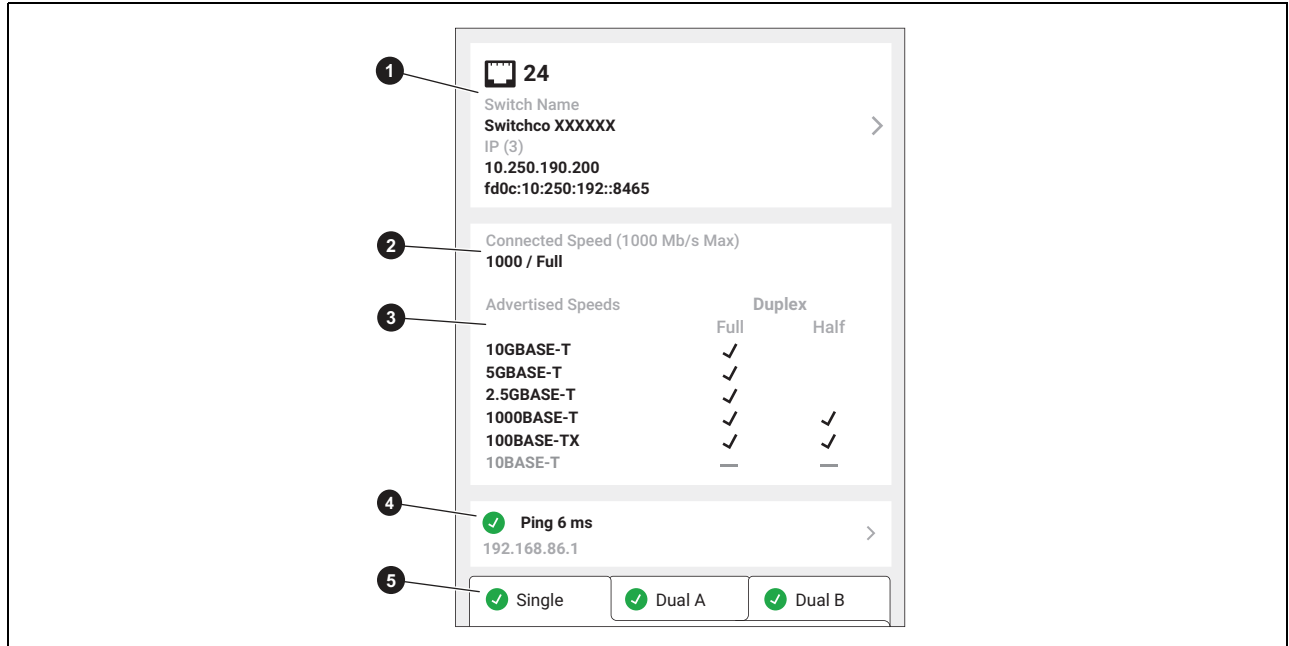 1
24
Switch Name
Switchco XXXXXX
IP (3)
10.250.190.200
fd0c:10:250:192::8465
2
Connected Speed (1000 Mb/s Max)
1000 / Full
3
Advertised Speeds Duplex
Full Half
10GBASE-T
5GBASE-T
2.5GBASE-T
1000BASE-T
100BASE-TX
10BASE-T
4
Ping 6 ms
192.168.86.1
5
Single Dual A Dual B